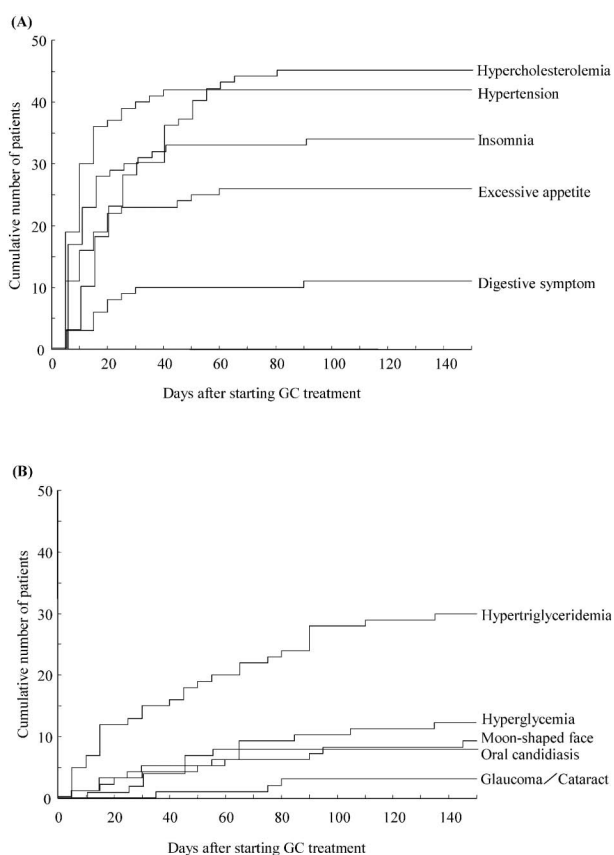 (A)
50
40
30
20
10
0
Cumulative number of patients
Hypercholesterolemia
Hypertension
Insomnia
Excessive appetite
Digestive symptom
0 20 40 60 80 100 120 140
Days after starting GC treatment
(B)
50
40
30
20
10
0
Cumulative number of patients
Hypertriglyceridemia
Hyperglycemia
Moon-shaped face
Oral candidiasis
Glaucoma／Cataract
0 20 40 60 80 100 120 140
Days after starting GC treatment